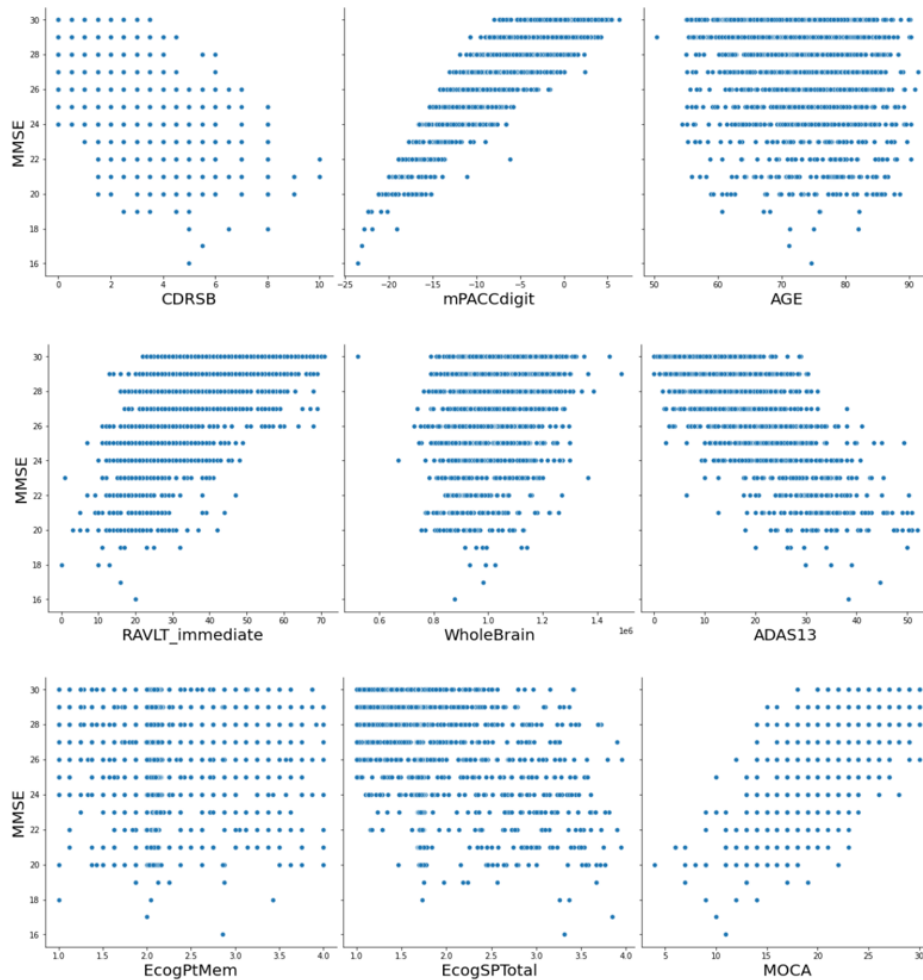 30
28
26
24
22
20
18
16
MMSE
0 2 4 6 8 10
CDRSB
−25 −20 −15 −10 −5 0 5
mPACCdigit
50 60 70 80 90
AGE
30
28
26
24
22
20
18
16
MMSE
0 10 20 30 40 50 60 70
RAVLT_immediate
0.6 0.8 1.0 1.2 1.4 1.6
1e6
WholeBrain
0 10 20 30 40 50
ADAS13
30
28
26
24
22
20
18
16
MMSE
1.0 1.5 2.0 2.5 3.0 3.5 4.0
EcogPtMem
1.0 1.5 2.0 2.5 3.0 3.5 4.0
EcogSPTotal
5 10 15 20 25 30
MOCA